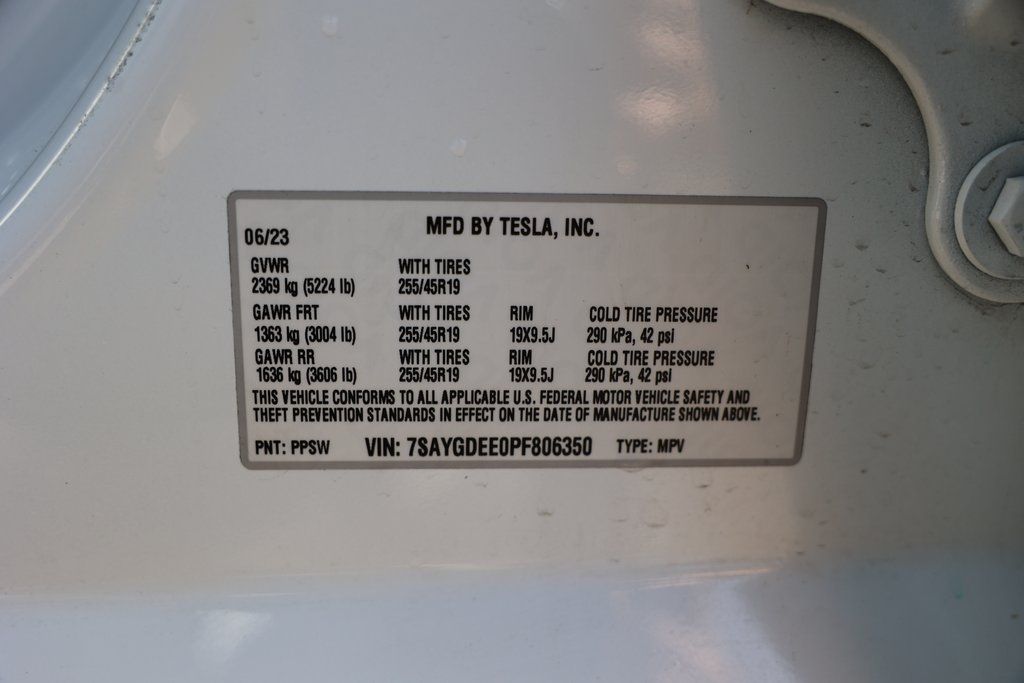 MFD BY TESLA, INC.
06/23
GVWR WITH TIRES
2369 kg (5224 lb) 255/45R19
GAWR FRT WITH TIRES RIM COLD TIRE PRESSURE
1363 kg (3004 lb) 255/45R19 19X9.5J 290 kPa, 42 psi
GAWR RR WITH TIRES RIM COLD TIRE PRESSURE
1636 kg (3606 lb) 255/45R19 19X9.5J 290 kPa, 42 psi
THIS VEHICLE CONFORMS TO ALL APPLICABLE U.S. FEDERAL MOTOR VEHICLE SAFETY AND
THEFT PREVENTION STANDARDS IN EFFECT ON THE DATE OF MANUFACTURE SHOWN ABOVE.
PNT: PPSW VIN: 7SAYGDEE0PF806350 TYPE: MPV